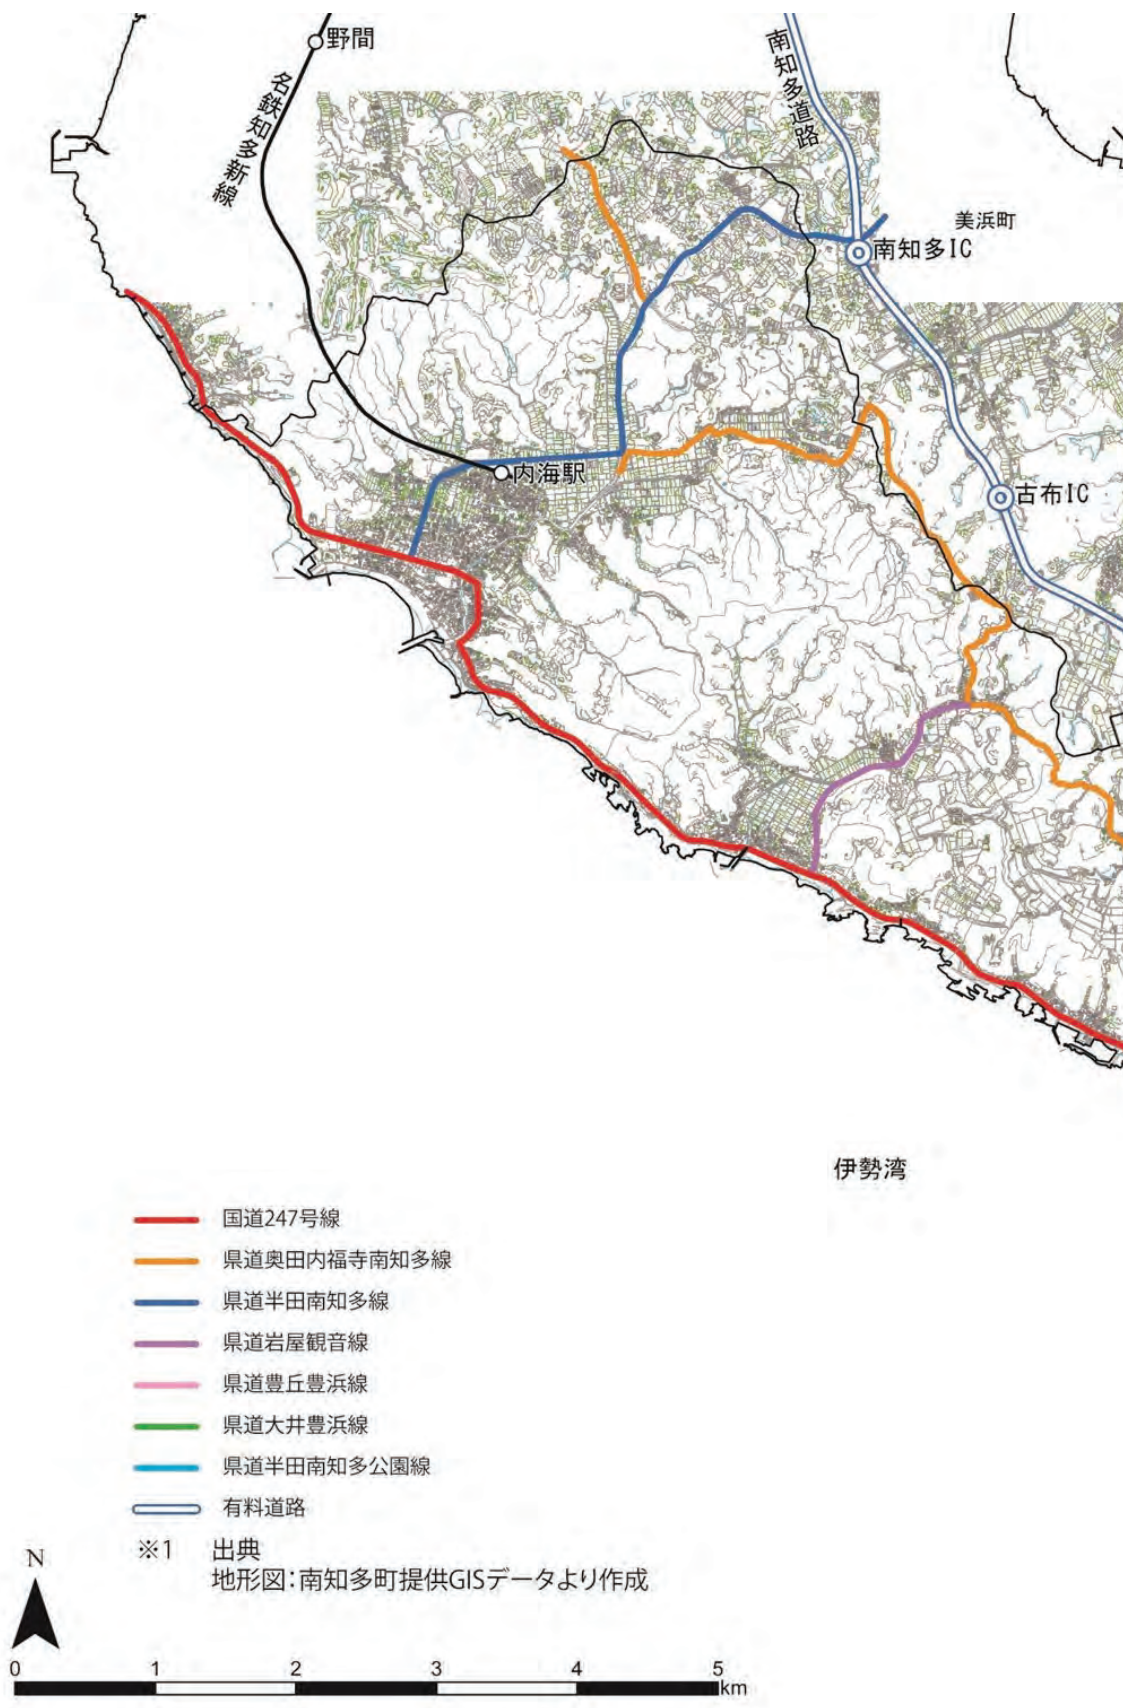 野間
名鉄知多新線
南知多道路
美浜町
南知多IC
内海駅
古布IC
伊勢湾
国道247号線
県道奥田内福寺南知多線
県道半田南知多線
県道岩屋観音線
県道豊丘豊浜線
県道大井豊浜線
県道半田南知多公園線
有料道路
※1 出典
地形図：南知多町提供GISデータより作成
N
0 1 2 3 4 5
km